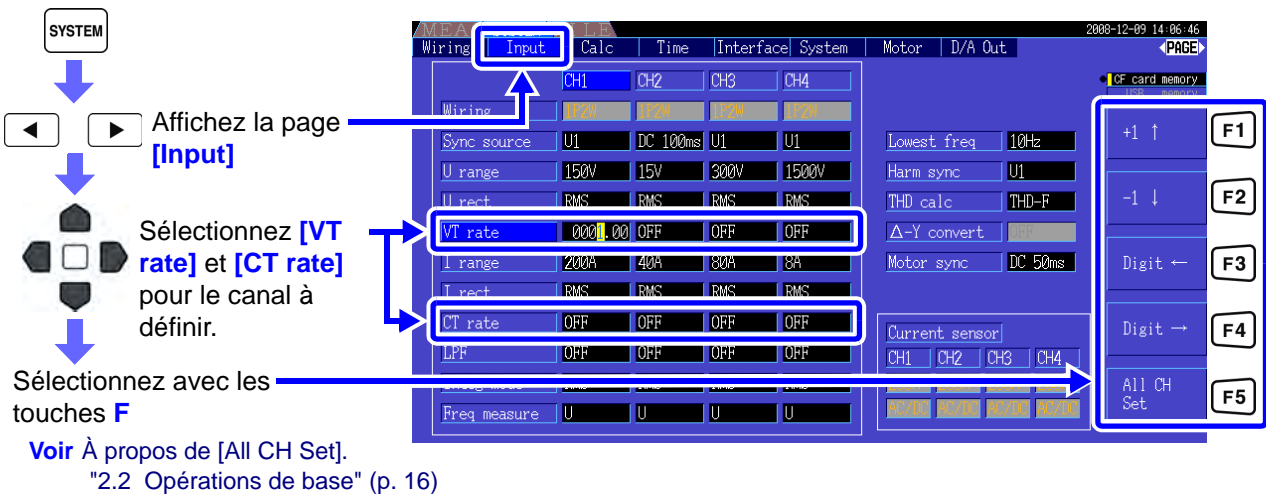 SYSTEM
Affichez la page
[Input]
Sélectionnez [VT
rate] et [CT rate]
pour le canal à
définir.
Sélectionnez avec les
touches F
Voir À propos de [All CH Set].
"2.2 Opérations de base" (p. 16)
2008-12-09 14:06:46
Wiring Input Calc Time Interface System Motor D/A Out PAGE
CH1 CH2 CH3 CH4
CF card memory
USB memory
Wiring 1P2W 1P2W 1P2W 1P2W
Sync source U1 DC 100ms U1 U1
U range 150V 15V 300V 1500V
U rect RMS RMS RMS RMS
VT rate 0001.00 OFF OFF OFF
I range 200A 40A 80A 8A
I rect RMS RMS RMS RMS
CT rate OFF OFF OFF OFF
LPF OFF OFF OFF OFF
Freq measure U U U U
Lowest freq 10Hz
Harm sync U1
THD calc THD-F
Δ-Y convert OFF
Motor sync DC 50ms
Current sensor
CH1 CH2 CH3 CH4
AC/DC AC/DC AC/DC AC/DC
+1 ↑ F1
-1 ↓ F2
Digit ← F3
Digit → F4
All CH
Set F5